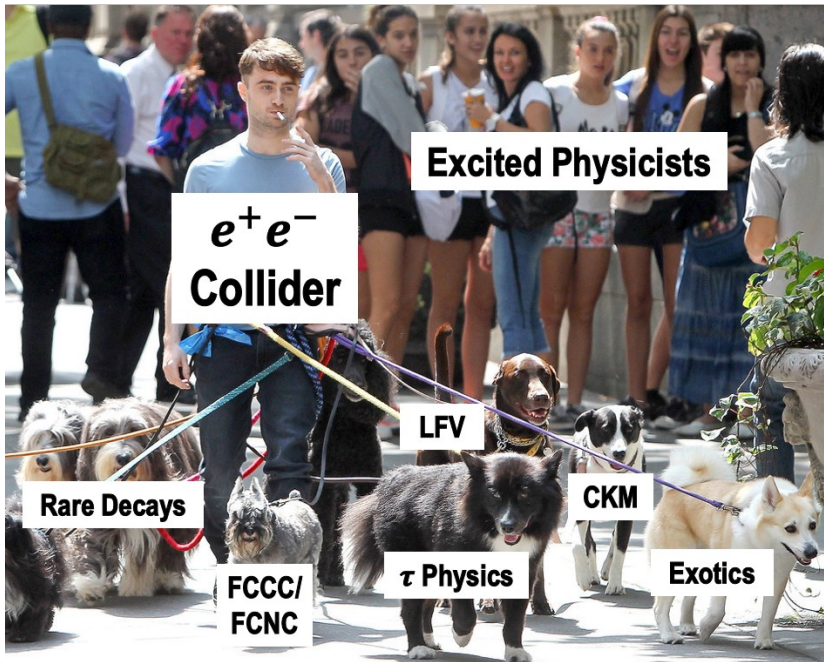 Excited Physicists
e⁺e⁻
Collider
LFV
Rare Decays
CKM
FCCC/
FCNC
τ Physics
Exotics